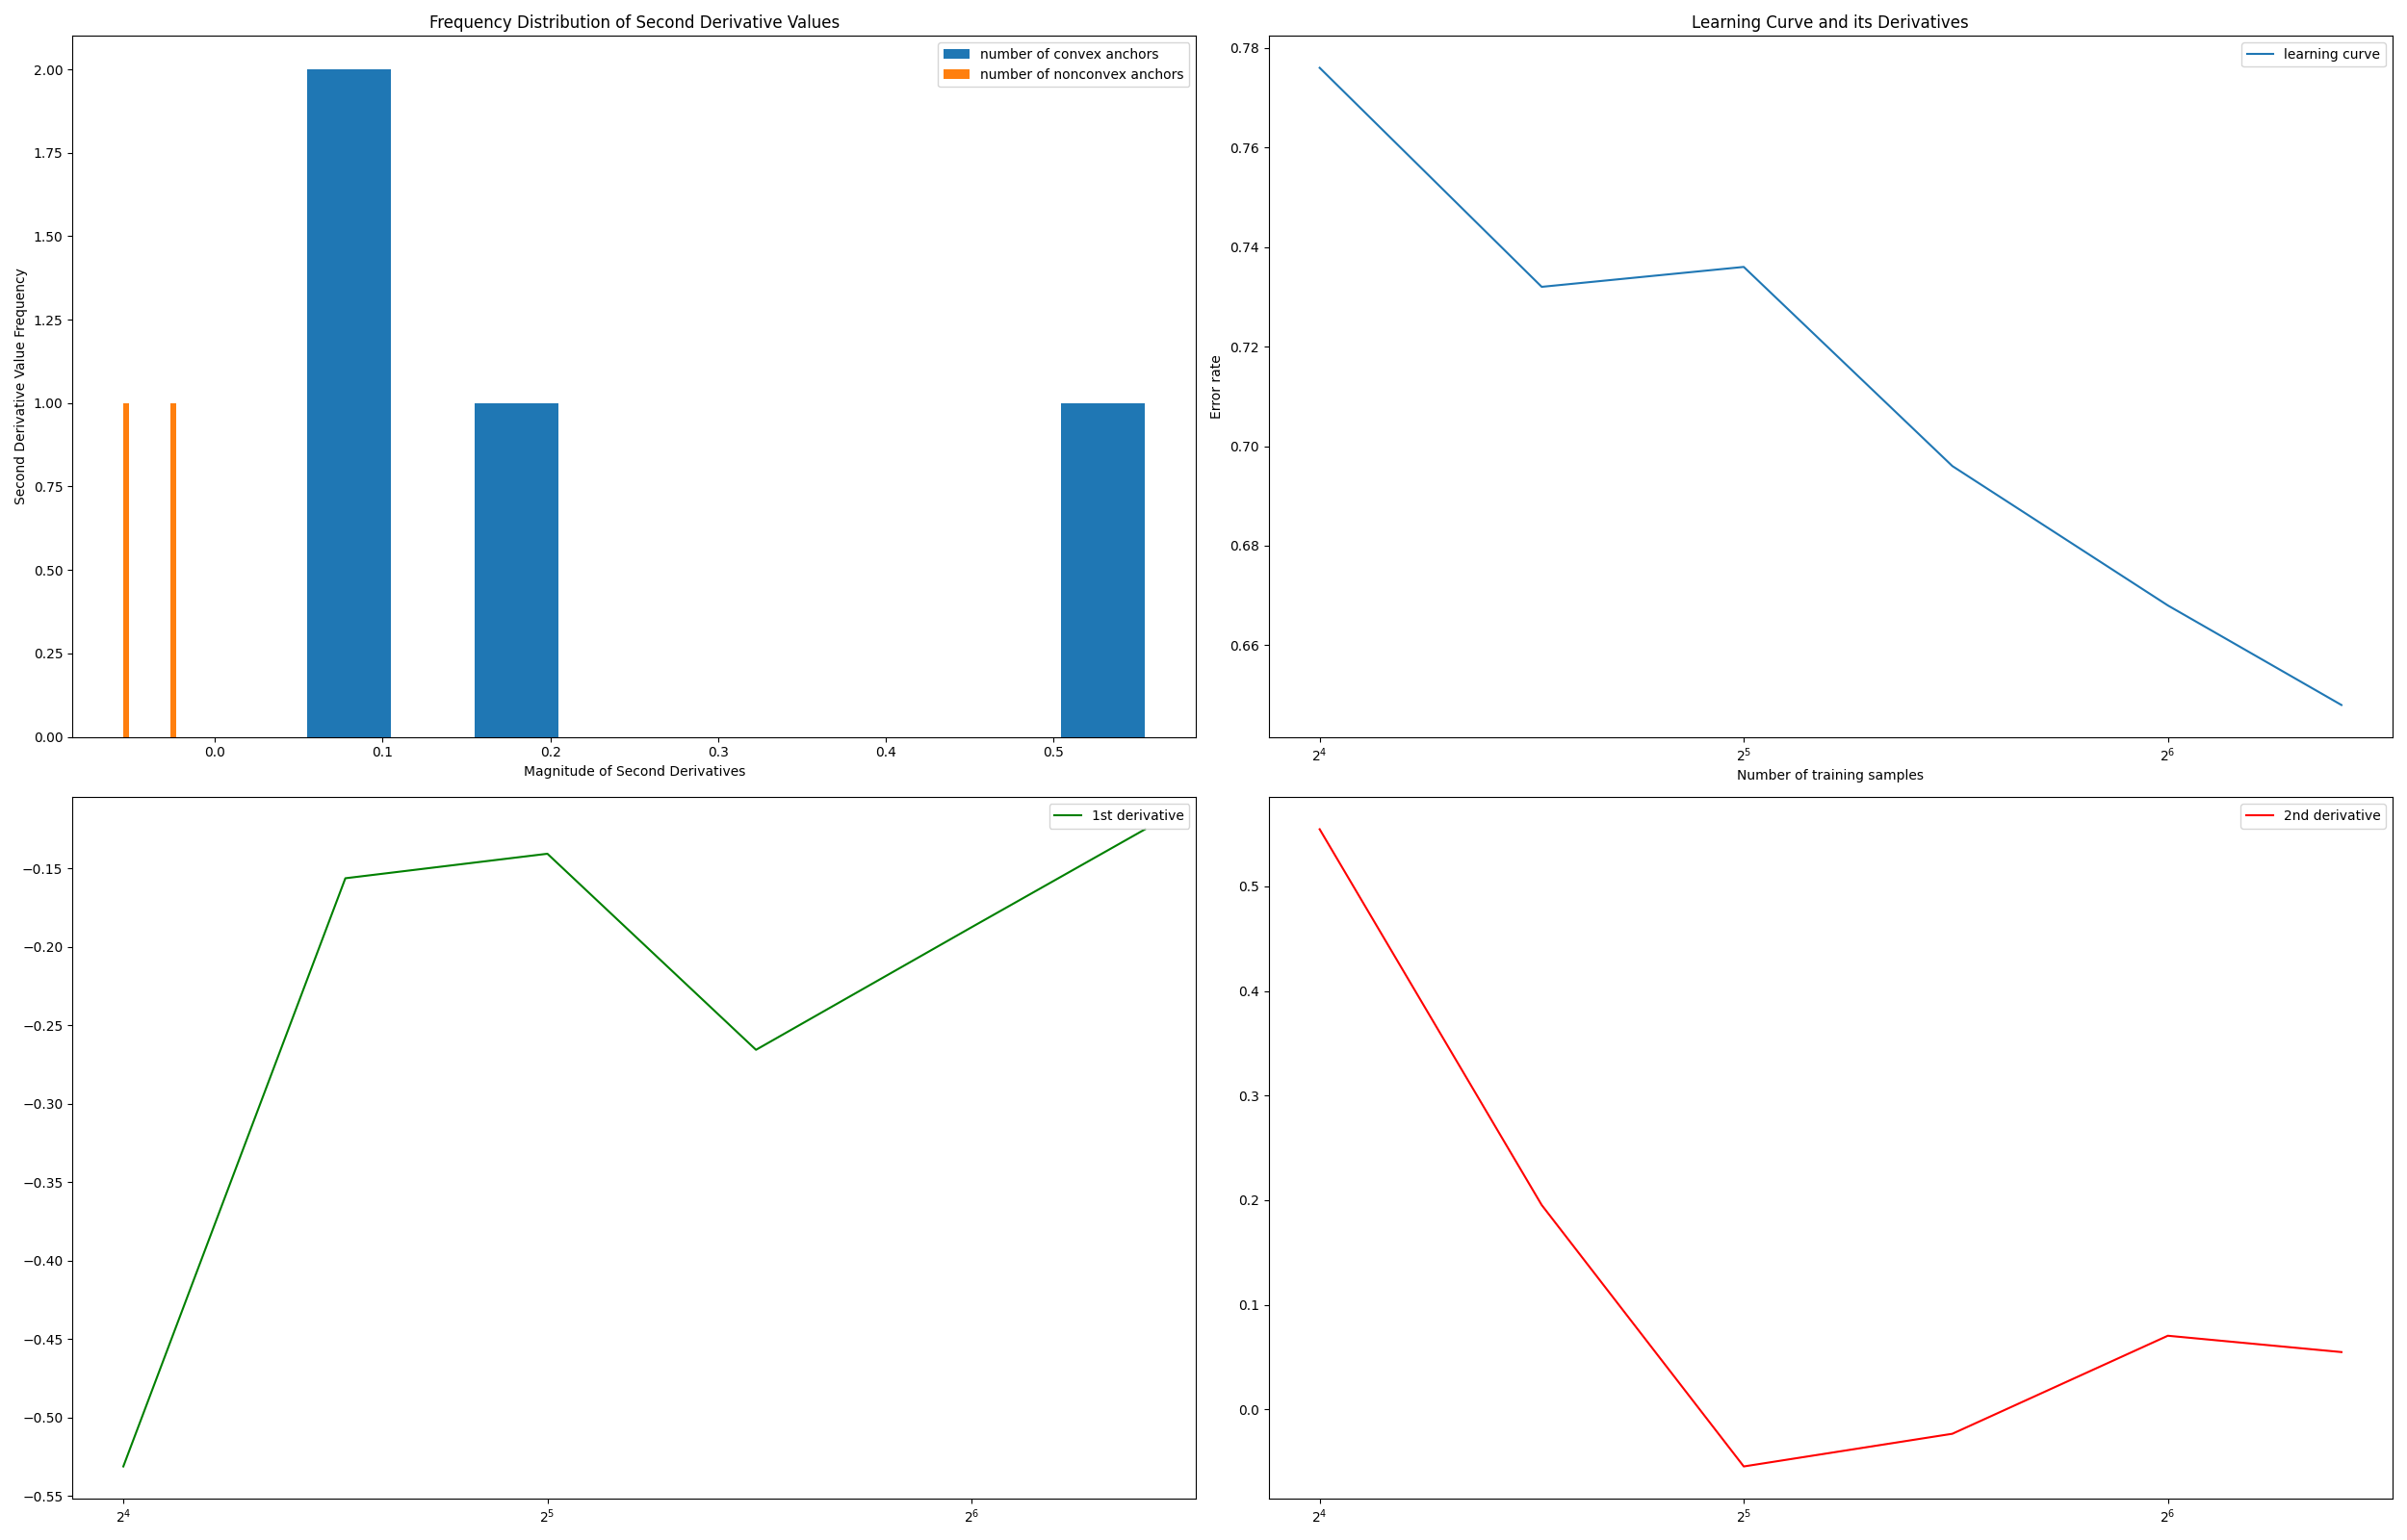 Frequency Distribution of Second Derivative Values
number of convex anchors
number of nonconvex anchors
Second Derivative Value Frequency
2.00
1.75
1.50
1.25
1.00
0.75
0.50
0.25
0.00
0.0 0.1 0.2 0.3 0.4 0.5
Magnitude of Second Derivatives
Learning Curve and its Derivatives
learning curve
Error rate
0.78
0.76
0.74
0.72
0.70
0.68
0.66
2⁴ 2⁵ 2⁶
Number of training samples
1st derivative
−0.15
−0.20
−0.25
−0.30
−0.35
−0.40
−0.45
−0.50
−0.55
2⁴ 2⁵ 2⁶
2nd derivative
0.5
0.4
0.3
0.2
0.1
0.0
2⁴ 2⁵ 2⁶